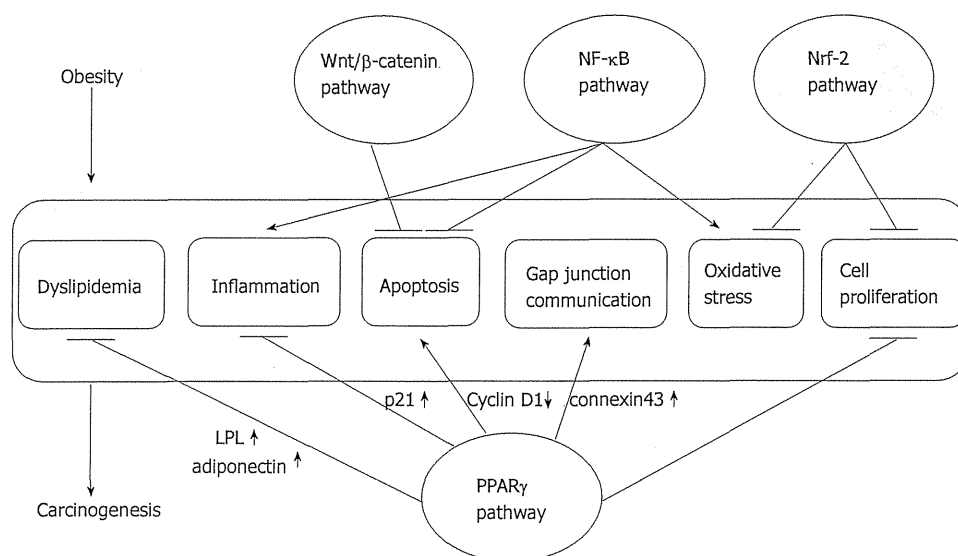 Obesity
Wnt/β-catenin
pathway
NF-κB
pathway
Nrf-2
pathway
Dyslipidemia
Inflammation
Apoptosis
Gap junction
communication
Oxidative
stress
Cell
proliferation
p21 ↑
Cyclin D1↓
connexin43 ↑
LPL ↑
adiponectin ↑
PPARγ
pathway
Carcinogenesis